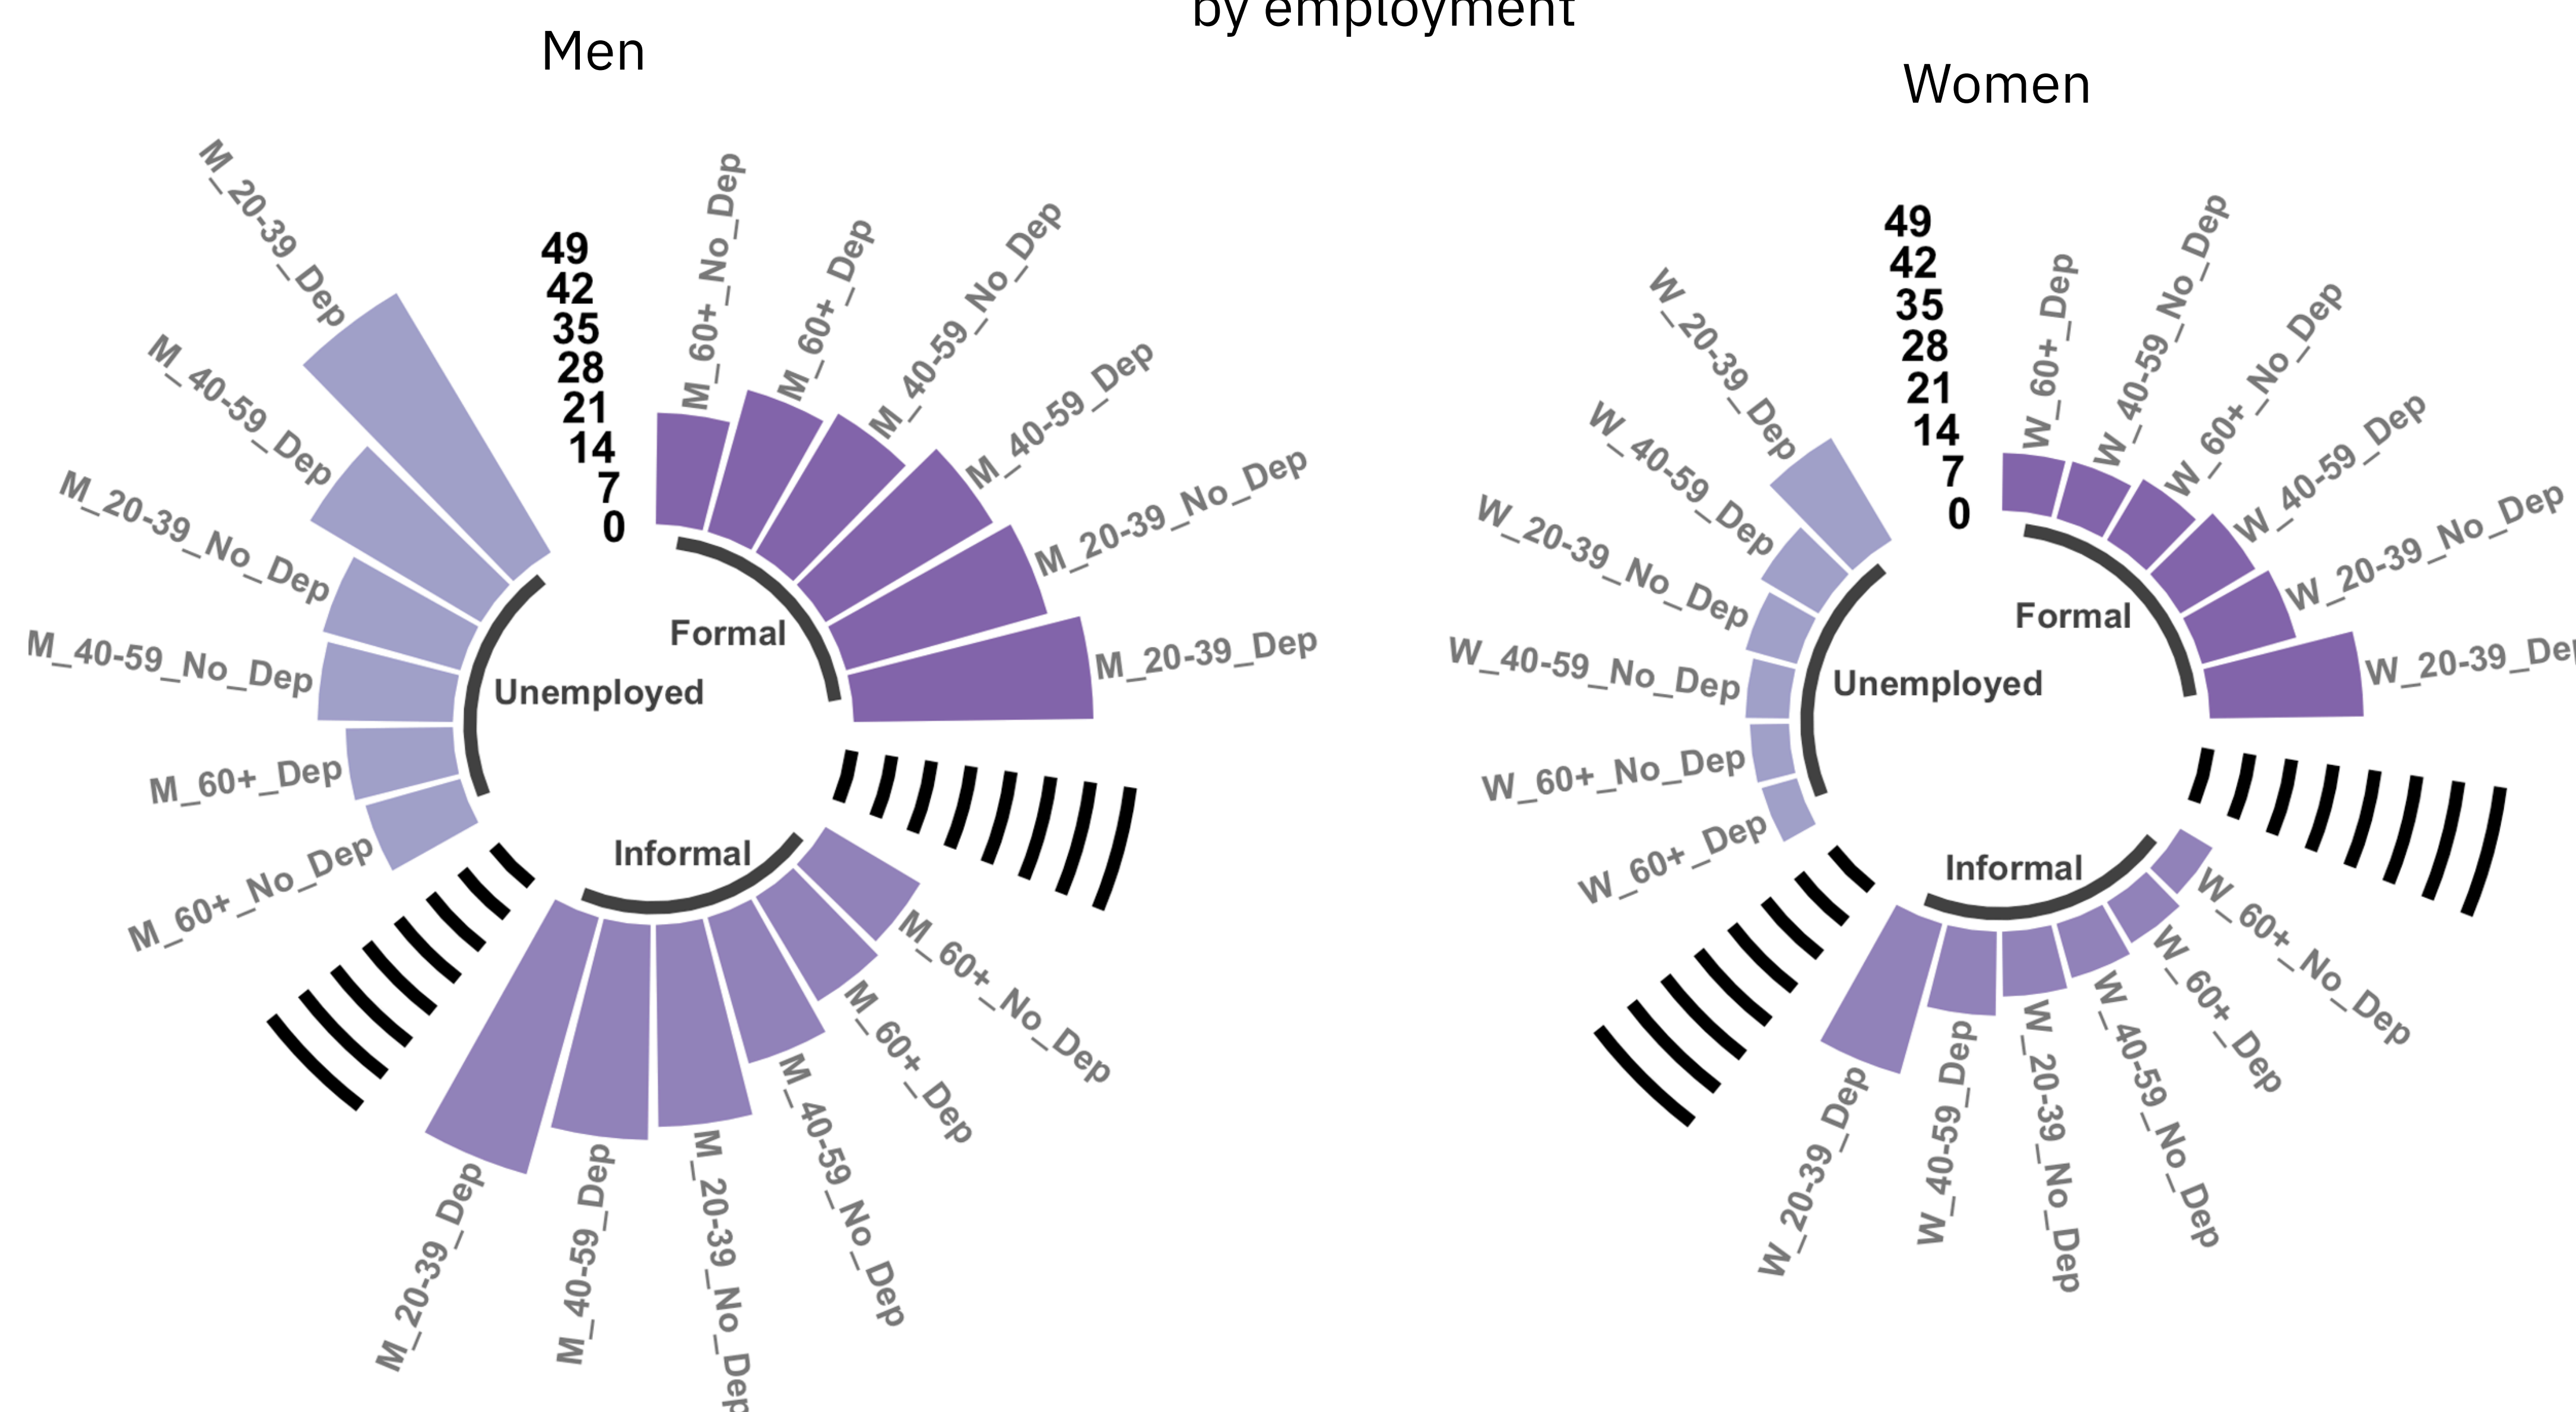 by employment
Men
Women
49
42
35
28
21
14
7
0
M_60+_No_Dep
M_60+_Dep
M_40-59_No_Dep
M_40-59_Dep
M_20-39_No_Dep
M_20-39_Dep
Formal
M_20-39_Dep
M_40-59_Dep
M_20-39_No_Dep
M_40-59_No_Dep
M_60+_Dep
M_60+_No_Dep
Unemployed
Informal
M_60+_No_Dep
M_60+_Dep
M_40-59_No_Dep
M_20-39_No_Dep
M_40-59_Dep
M_20-39_Dep
49
42
35
28
21
14
7
0
W_60+_Dep
W_40-59_No_Dep
W_60+_No_Dep
W_40-59_Dep
W_20-39_No_Dep
W_20-39_De
Formal
W_20-39_Dep
W_40-59_Dep
W_20-39_No_Dep
W_40-59_No_Dep
W_60+_No_Dep
W_60+_Dep
Unemployed
Informal
W_60+_No_Dep
W_60+_Dep
W_40-59_No_Dep
W_20-39_No_Dep
W_40-59_Dep
W_20-39_Dep